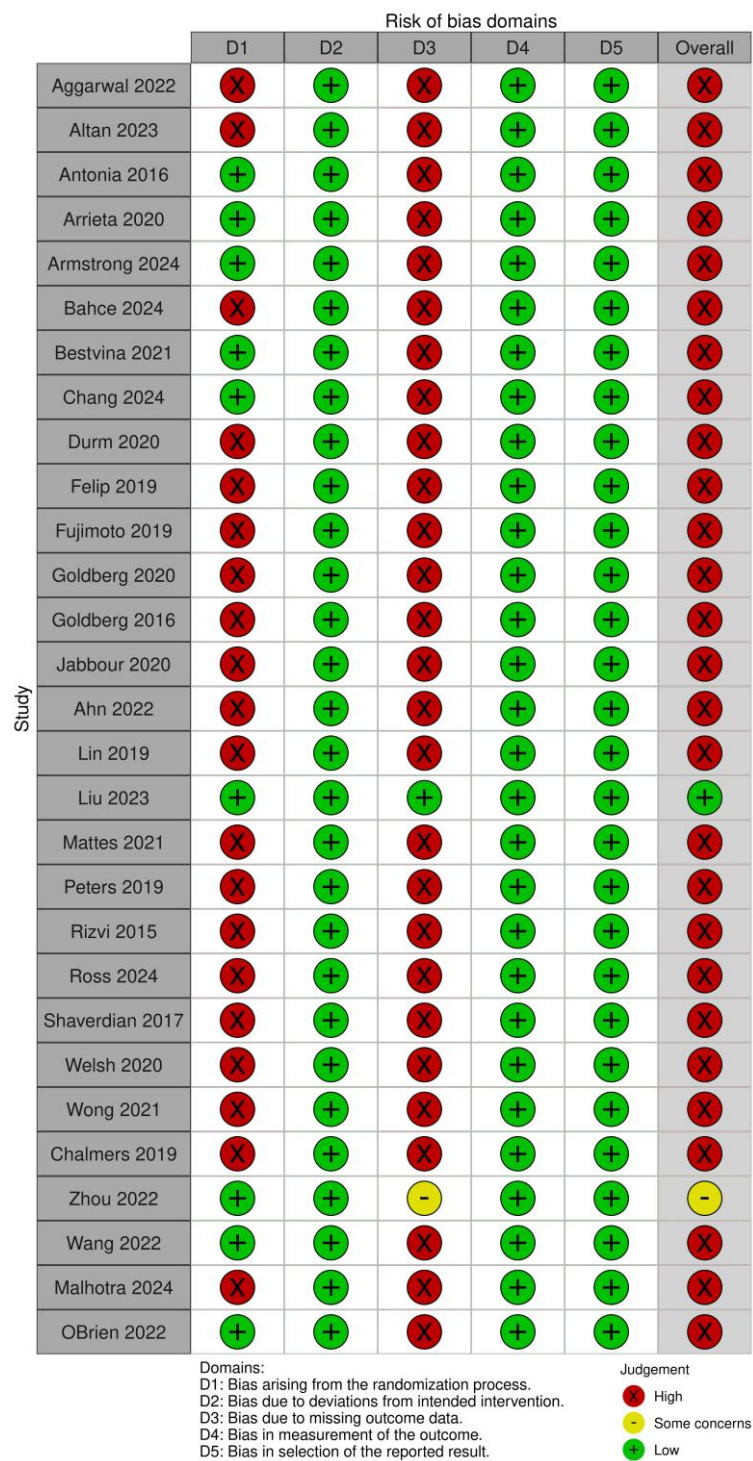 Risk of bias domains
D1 D2 D3 D4 D5 Overall
Study
Aggarwal 2022 X + X + + X
Altan 2023 X + X + + X
Antonia 2016 + + X + + X
Arrieta 2020 + + X + + X
Armstrong 2024 + + X + + X
Bahce 2024 X + X + + X
Bestvina 2021 + + X + + X
Chang 2024 + + X + + X
Durm 2020 X + X + + X
Felip 2019 X + X + + X
Fujimoto 2019 X + X + + X
Goldberg 2020 X + X + + X
Goldberg 2016 X + X + + X
Jabbour 2020 X + X + + X
Ahn 2022 X + X + + X
Lin 2019 X + X + + X
Liu 2023 + + + + + +
Mattes 2021 X + X + + X
Peters 2019 X + X + + X
Rizvi 2015 X + X + + X
Ross 2024 X + X + + X
Shaverdian 2017 X + X + + X
Welsh 2020 X + X + + X
Wong 2021 X + X + + X
Chalmers 2019 X + X + + X
Zhou 2022 + + - + + -
Wang 2022 + + X + + X
Malhotra 2024 X + X + + X
OBrien 2022 + + X + + X
Domains:
D1: Bias arising from the randomization process.
D2: Bias due to deviations from intended intervention.
D3: Bias due to missing outcome data.
D4: Bias in measurement of the outcome.
D5: Bias in selection of the reported result.
Judgement
X High
- Some concerns
+ Low